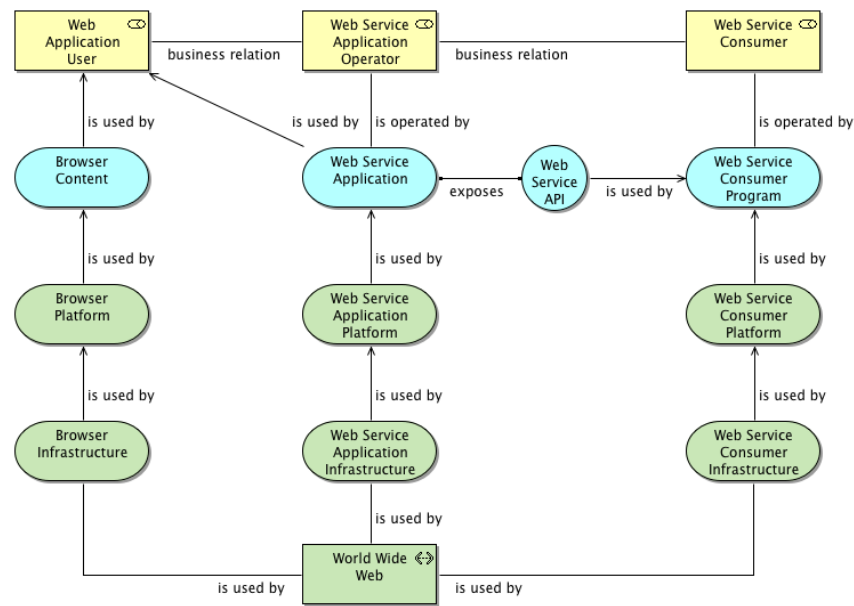 Web
Application
User
business relation
Web Service
Application
Operator
business relation
Web Service
Consumer
is used by
is used by
is operated by
is operated by
Browser
Content
Web Service
Application
exposes
Web
Service
API
is used by
Web Service
Consumer
Program
is used by
is used by
is used by
Browser
Platform
Web Service
Application
Platform
Web Service
Consumer
Platform
is used by
is used by
is used by
Browser
Infrastructure
Web Service
Application
Infrastructure
Web Service
Consumer
Infrastructure
is used by
World Wide
Web
is used by
is used by